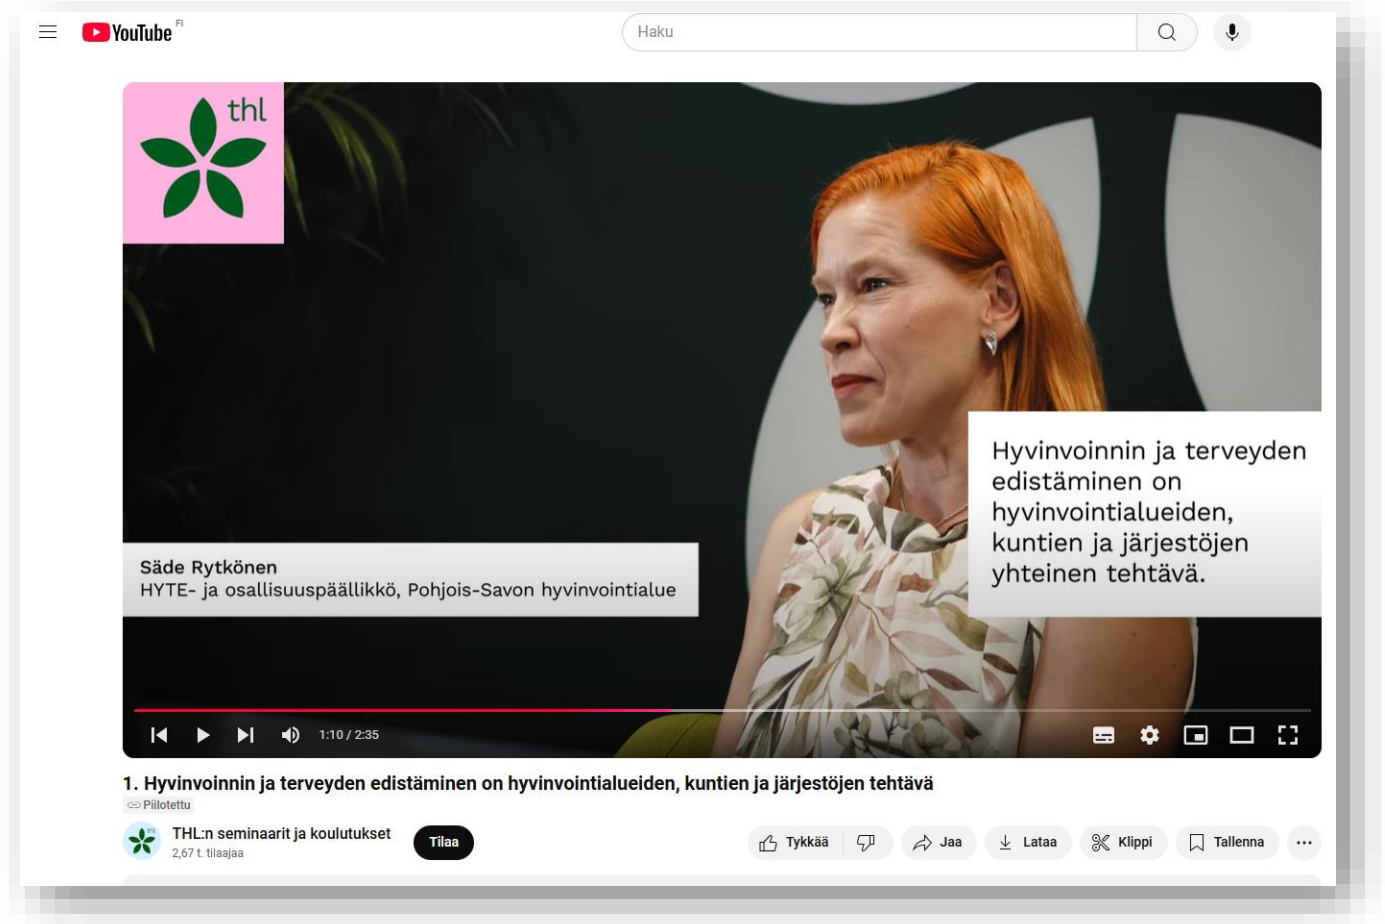 YouTube FI
Haku
thl
Hyvinvoinnin ja terveyden
edistäminen on
hyvinvointialueiden,
kuntien ja järjestöjen
yhteinen tehtävä.
Säde Rytkönen
HYTE- ja osallisuuspäällikkö, Pohjois-Savon hyvinvointialue
1:10 / 2:35
1. Hyvinvoinnin ja terveyden edistäminen on hyvinvointialueiden, kuntien ja järjestöjen tehtävä
Piilotettu
THL:n seminaarit ja koulutukset
2,67 t. tilaajaa
Tilaa
Tykkää
Jaa
Lataa
Klippi
Tallenna